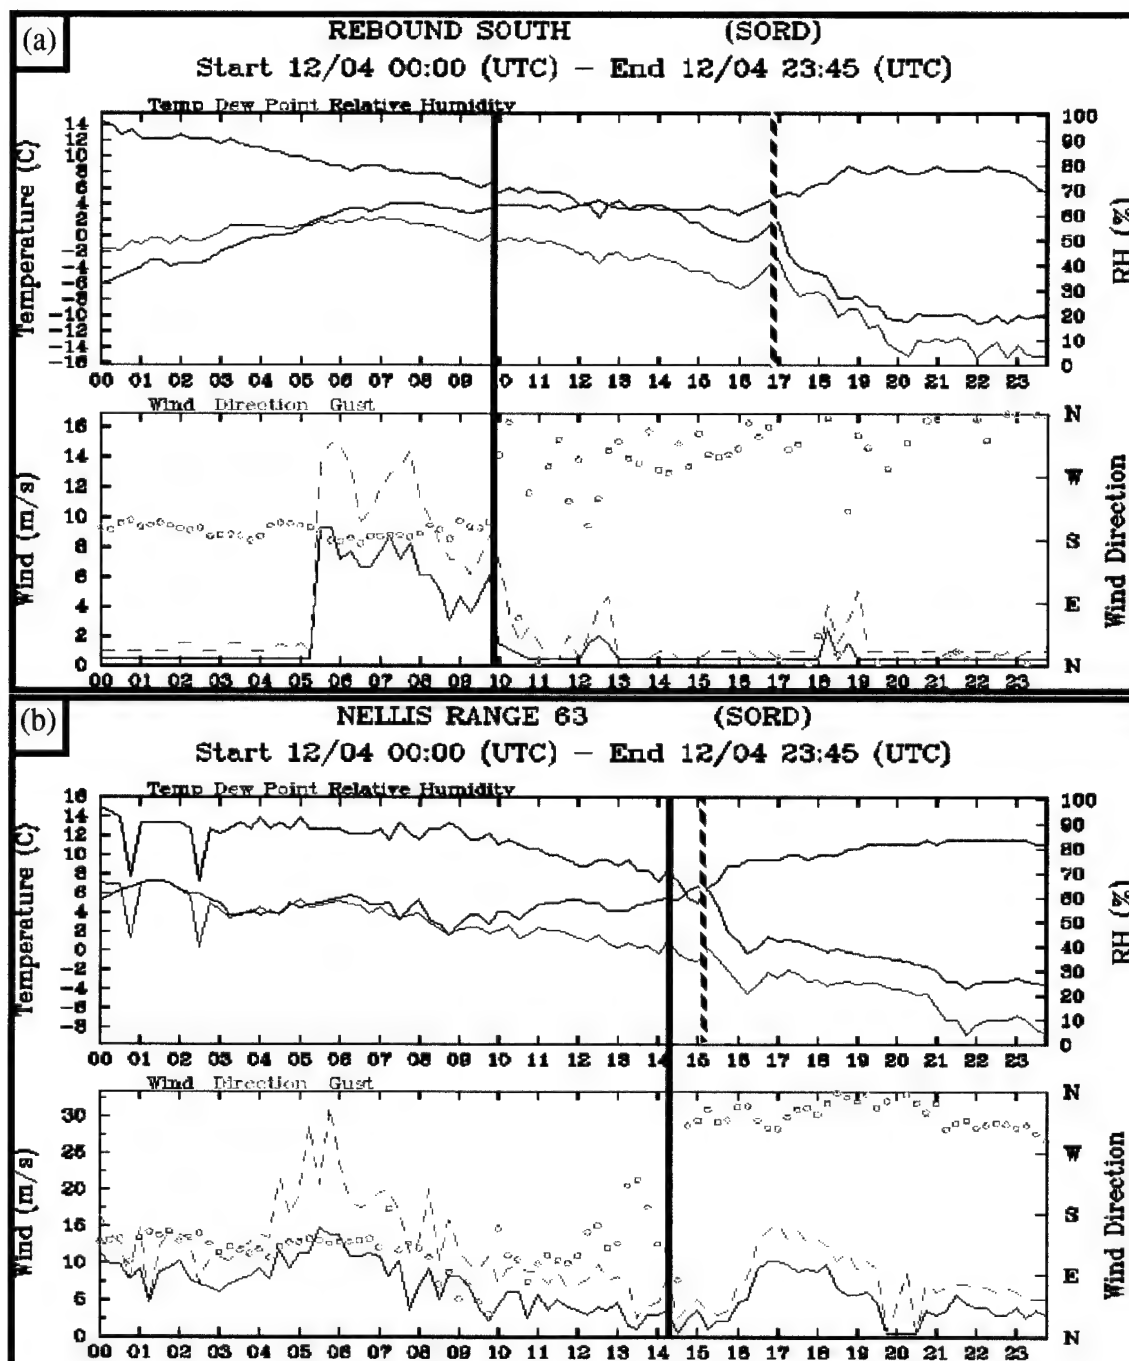 (a)
REBOUND SOUTH (SORD)
Start 12/04 00:00 (UTC) – End 12/04 23:45 (UTC)
Temp Dew Point Relative Humidity
Temperature (C)
14
12
10
8
6
4
2
0
-2
-4
-6
-8
-10
-12
-14
-16
100
90
80
70
60
50
40
30
20
10
0
RH (%)
00 01 02 03 04 05 06 07 08 09 10 11 12 13 14 15 16 17 18 19 20 21 22 23
Wind Direction Gust
Wind (m/s)
16
14
12
10
8
6
4
2
0
N
W
S
E
N
Wind Direction
00 01 02 03 04 05 06 07 08 09 10 11 12 13 14 15 16 17 18 19 20 21 22 23
(b)
NELLIS RANGE 63 (SORD)
Start 12/04 00:00 (UTC) – End 12/04 23:45 (UTC)
Temp Dew Point Relative Humidity
Temperature (C)
16
14
12
10
8
6
4
2
0
-2
-4
-6
-8
100
90
80
70
60
50
40
30
20
10
0
RH (%)
00 01 02 03 04 05 06 07 08 09 10 11 12 13 14 15 16 17 18 19 20 21 22 23
Wind Direction Gust
Wind (m/s)
30
25
20
15
10
5
0
N
W
S
E
N
Wind Direction
00 01 02 03 04 05 06 07 08 09 10 11 12 13 14 15 16 17 18 19 20 21 22 23